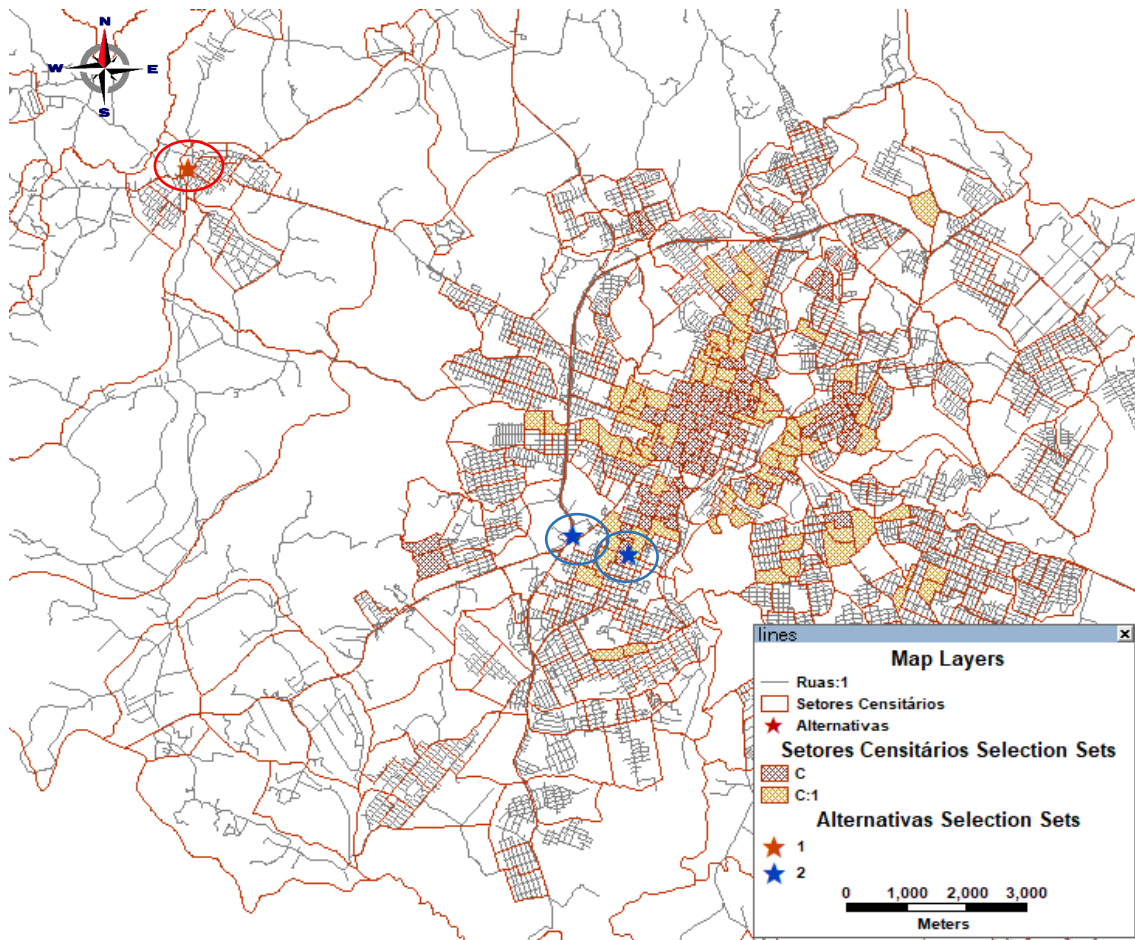 N
W
E
S
lines
Map Layers
Ruas:1
Setores Censitários
Alternativas
Setores Censitários Selection Sets
C
C:1
Alternativas Selection Sets
1
2
0 1,000 2,000 3,000
Meters